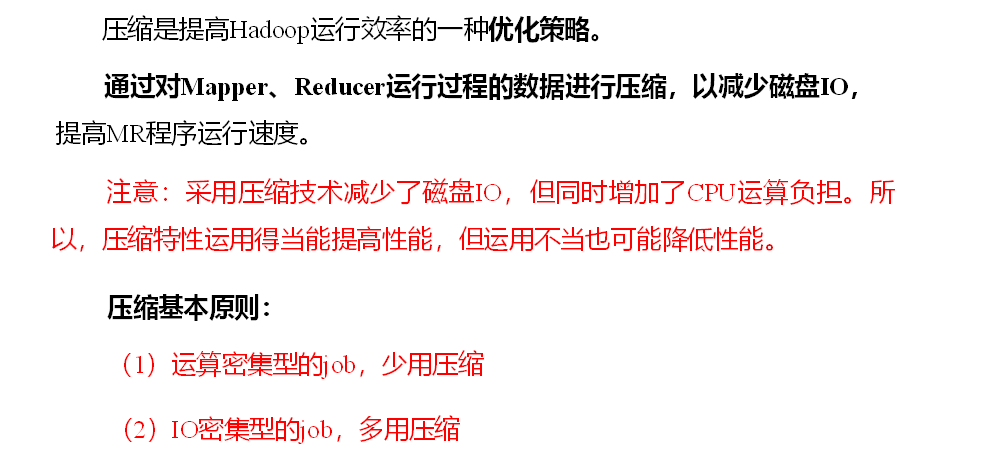 压缩是提高Hadoop运行效率的一种优化策略。
通过对Mapper、Reducer运行过程的数据进行压缩，以减少磁盘IO，
提高MR程序运行速度。
注意：采用压缩技术减少了磁盘IO，但同时增加了CPU运算负担。所
以，压缩特性运用得当能提高性能，但运用不当也可能降低性能。
压缩基本原则：
（1）运算密集型的job，少用压缩
（2）IO密集型的job，多用压缩